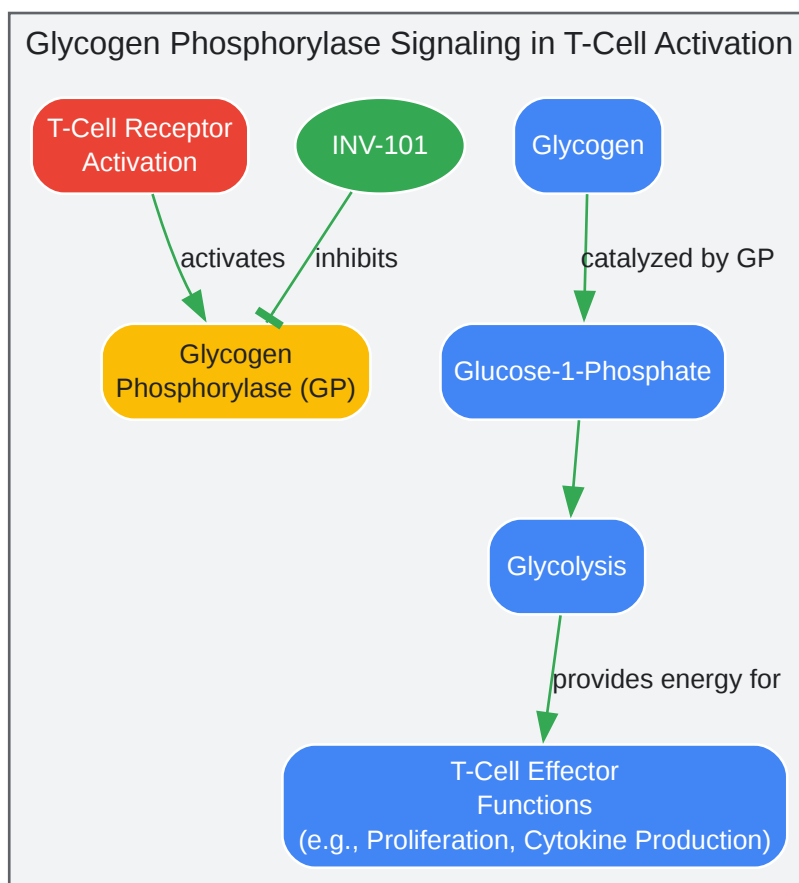 Glycogen Phosphorylase Signaling in T-Cell Activation
T-Cell Receptor
Activation
INV-101
Glycogen
activates
inhibits
catalyzed by GP
Glycogen
Phosphorylase (GP)
Glucose-1-Phosphate
Glycolysis
provides energy for
T-Cell Effector
Functions
(e.g., Proliferation, Cytokine Production)